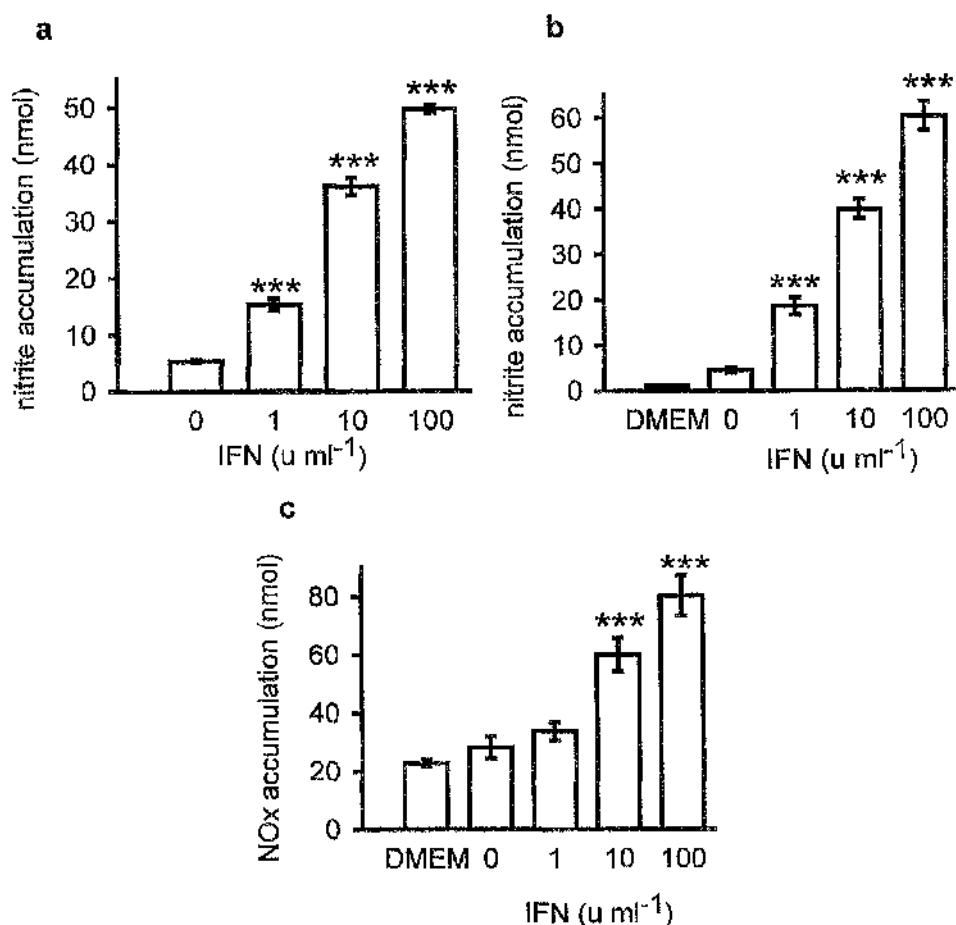 a
nitrite accumulation (nmol)
50
40
30
20
10
0
***
***
***
0 1 10 100
IFN (u ml⁻¹)
b
nitrite accumulation (nmol)
60
50
40
30
20
10
0
***
***
***
DMEM 0 1 10 100
IFN (u ml⁻¹)
c
NOx accumulation (nmol)
80
60
40
20
0
***
***
DMEM 0 1 10 100
IFN (u ml⁻¹)